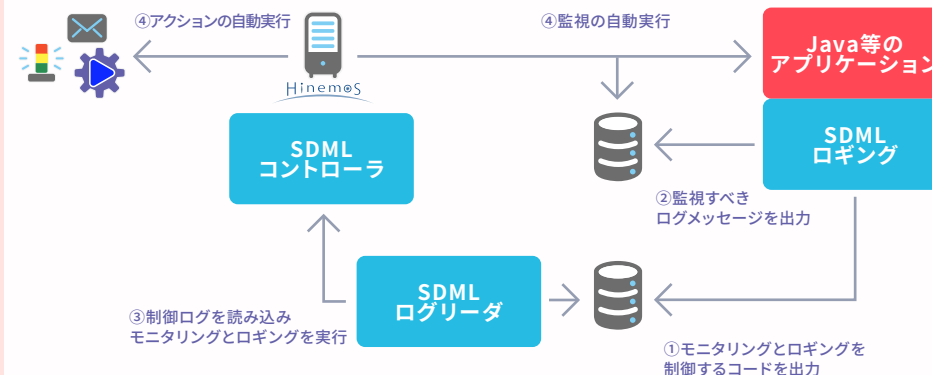 ④アクションの自動実行
④監視の自動実行
Java等の
アプリケーション
Hinemos
SDML
コントローラ
SDML
ロギング
②監視すべき
ログメッセージを出力
SDML
ログリーダ
③制御ログを読み込み
モニタリングとロギングを実行
①モニタリングとロギングを
制御するコードを出力